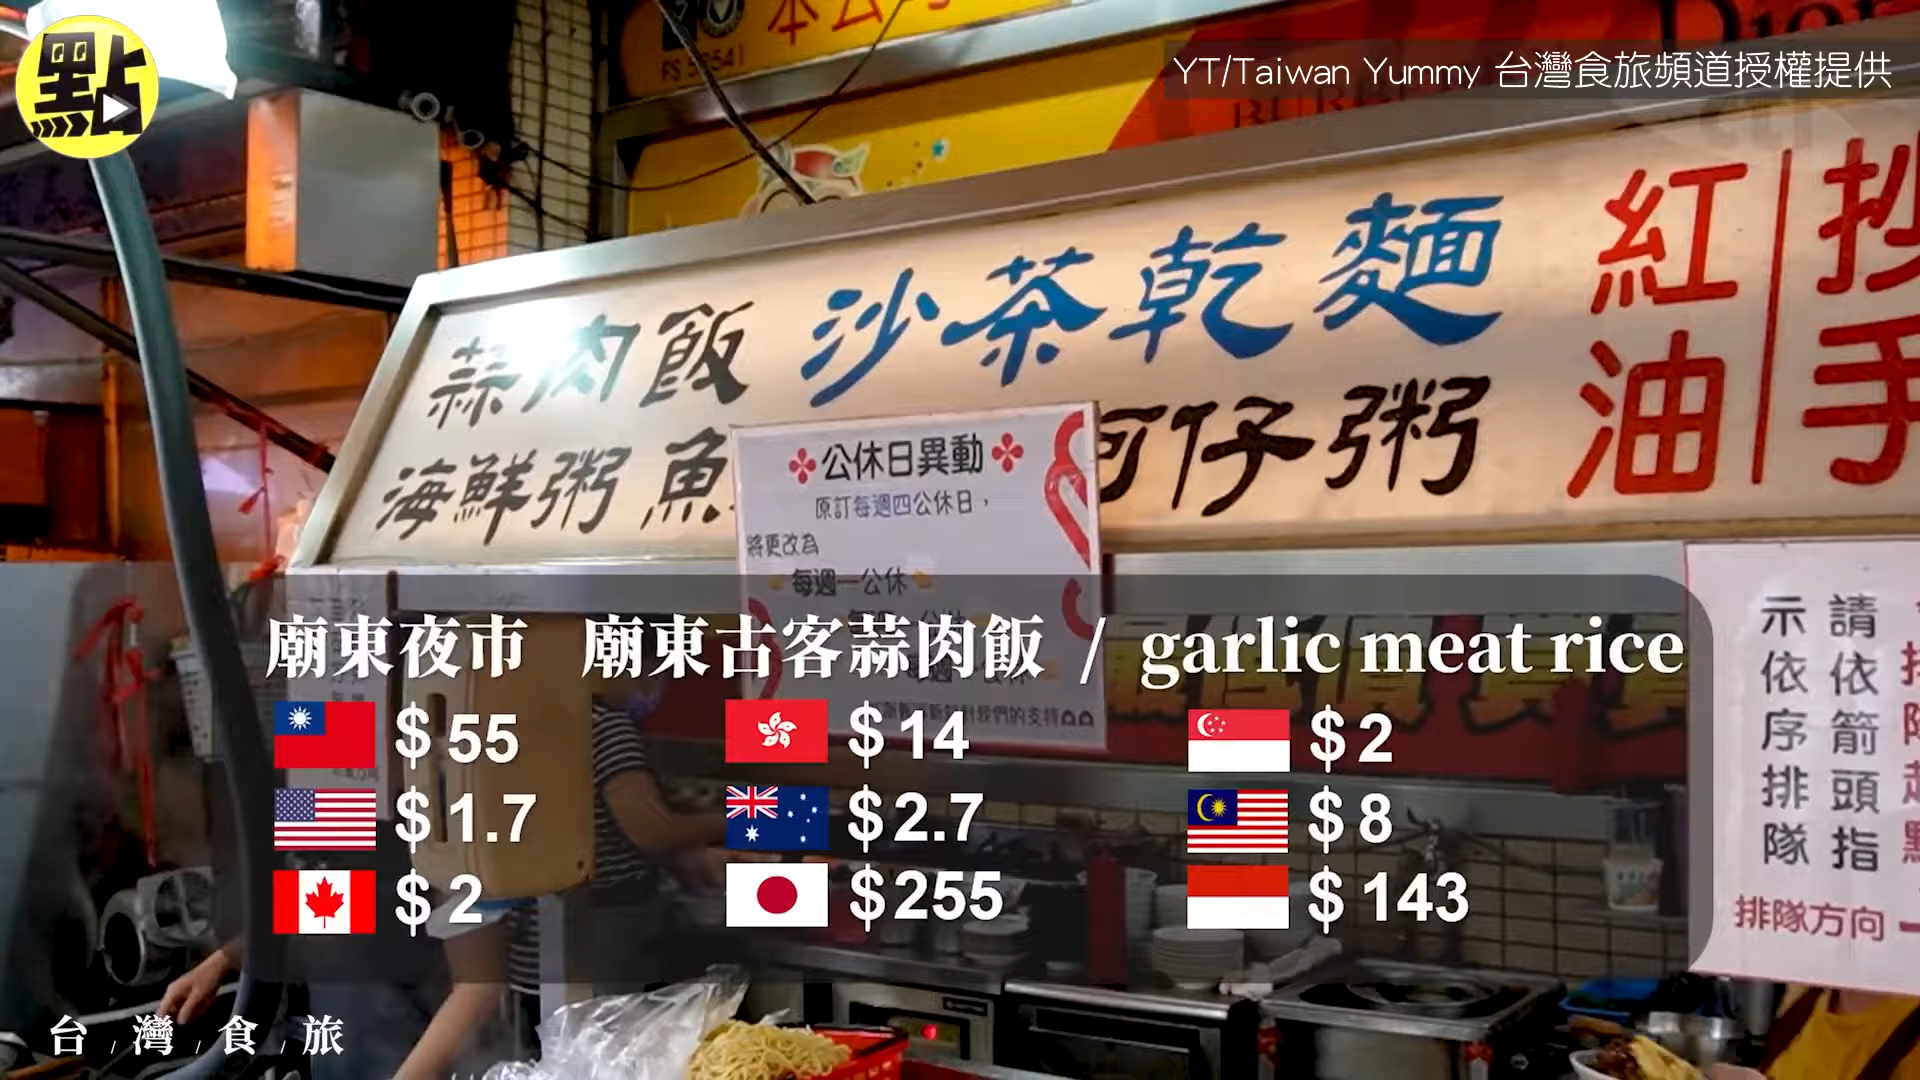 點
本公司
YT/Taiwan Yummy 台灣食旅頻道授權提供
蒜肉飯 沙茶乾麵 紅油 抄手
海鮮粥 魚 蚵仔粥
公休日異動
原訂每週四公休日，
將更改為
每週一公休
廟東夜市 廟東古客蒜肉飯 / garlic meat rice
$55 $14 $2
$1.7 $2.7 $8
$2 $255 $143
請依箭頭指
示依序排隊
排隊方向
台灣食旅